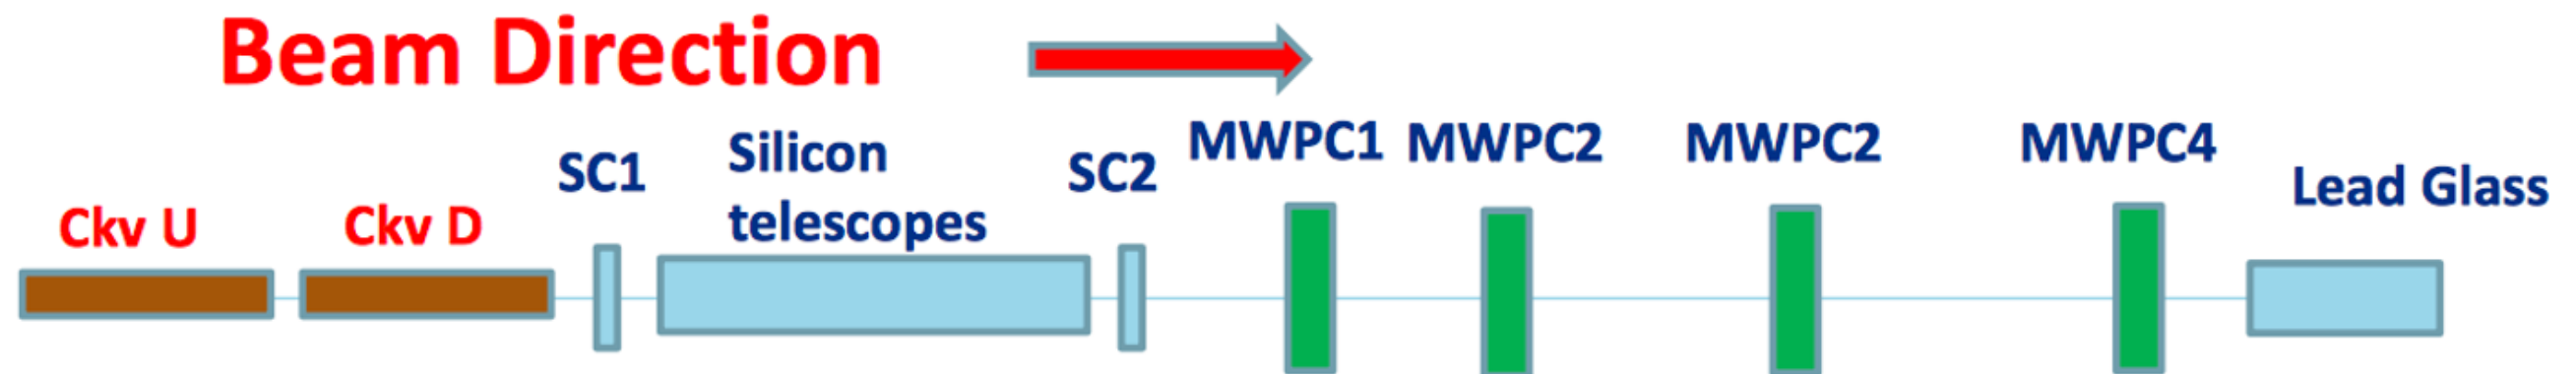 Beam Direction
Ckv U
Ckv D
SC1
Silicon
telescopes
SC2
MWPC1
MWPC2
MWPC2
MWPC4
Lead Glass